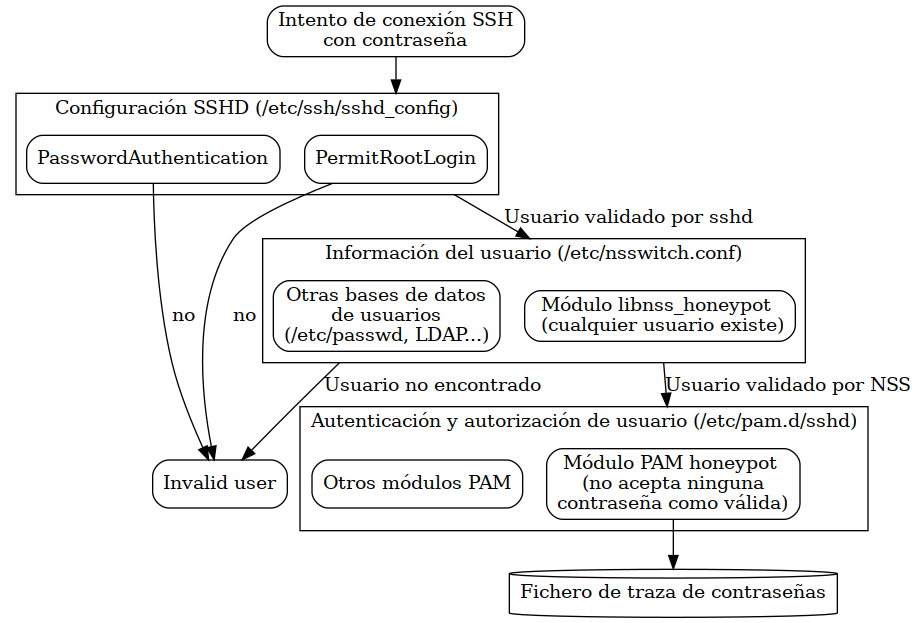 Intento de conexión SSH
con contraseña
Configuración SSHD (/etc/ssh/sshd_config)
PasswordAuthentication
PermitRootLogin
Usuario validado por sshd
Información del usuario (/etc/nsswitch.conf)
Otras bases de datos
de usuarios
(/etc/passwd, LDAP...)
Módulo libnss_honeypot
(cualquier usuario existe)
no
no
Usuario no encontrado
Usuario validado por NSS
Autenticación y autorización de usuario (/etc/pam.d/sshd)
Invalid user
Otros módulos PAM
Módulo PAM honeypot
(no acepta ninguna
contraseña como válida)
Fichero de traza de contraseñas